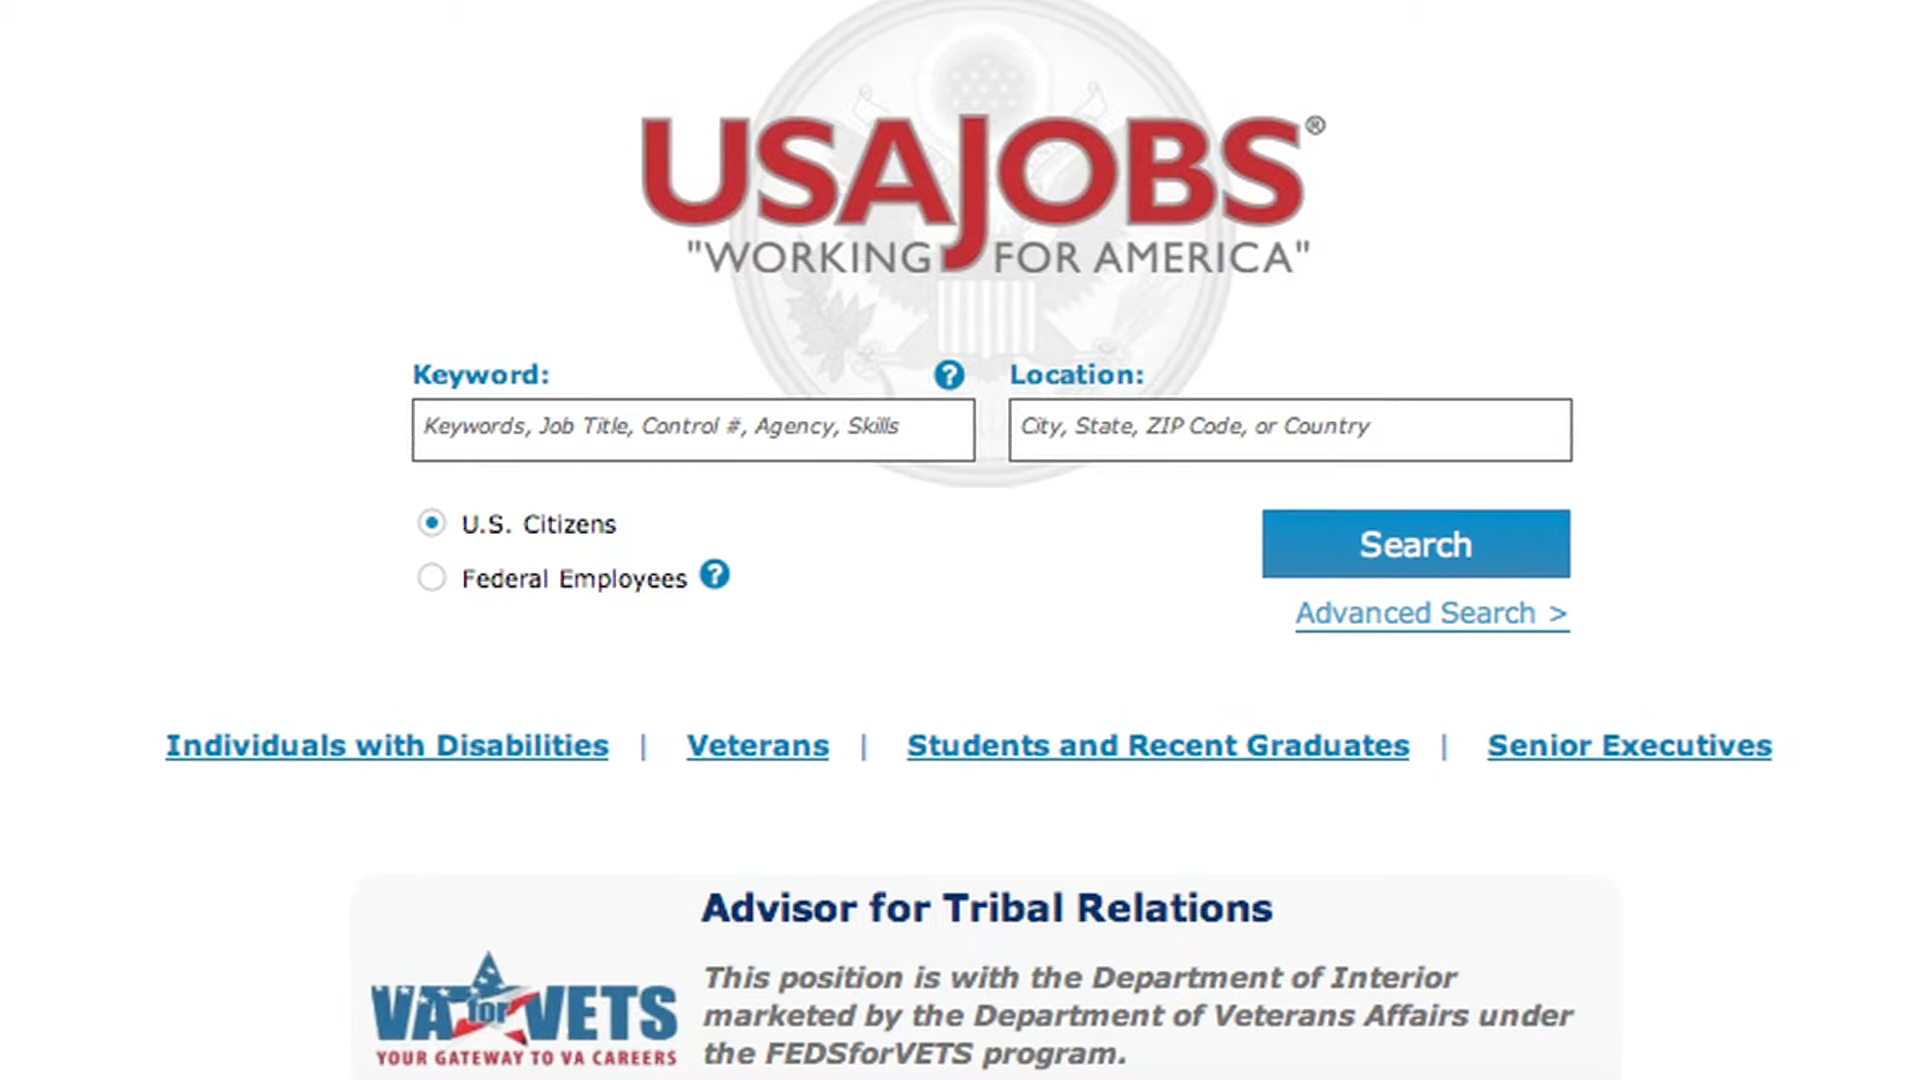 USAJOBS®
"WORKING FOR AMERICA"
Keyword: ? Location:
Keywords, Job Title, Control #, Agency, Skills
City, State, ZIP Code, or Country
U.S. Citizens
Federal Employees ?
Search
Advanced Search >
Individuals with Disabilities | Veterans | Students and Recent Graduates | Senior Executives
Advisor for Tribal Relations
VA for VETS
YOUR GATEWAY TO VA CAREERS
This position is with the Department of Interior
marketed by the Department of Veterans Affairs under
the FEDSforVETS program.